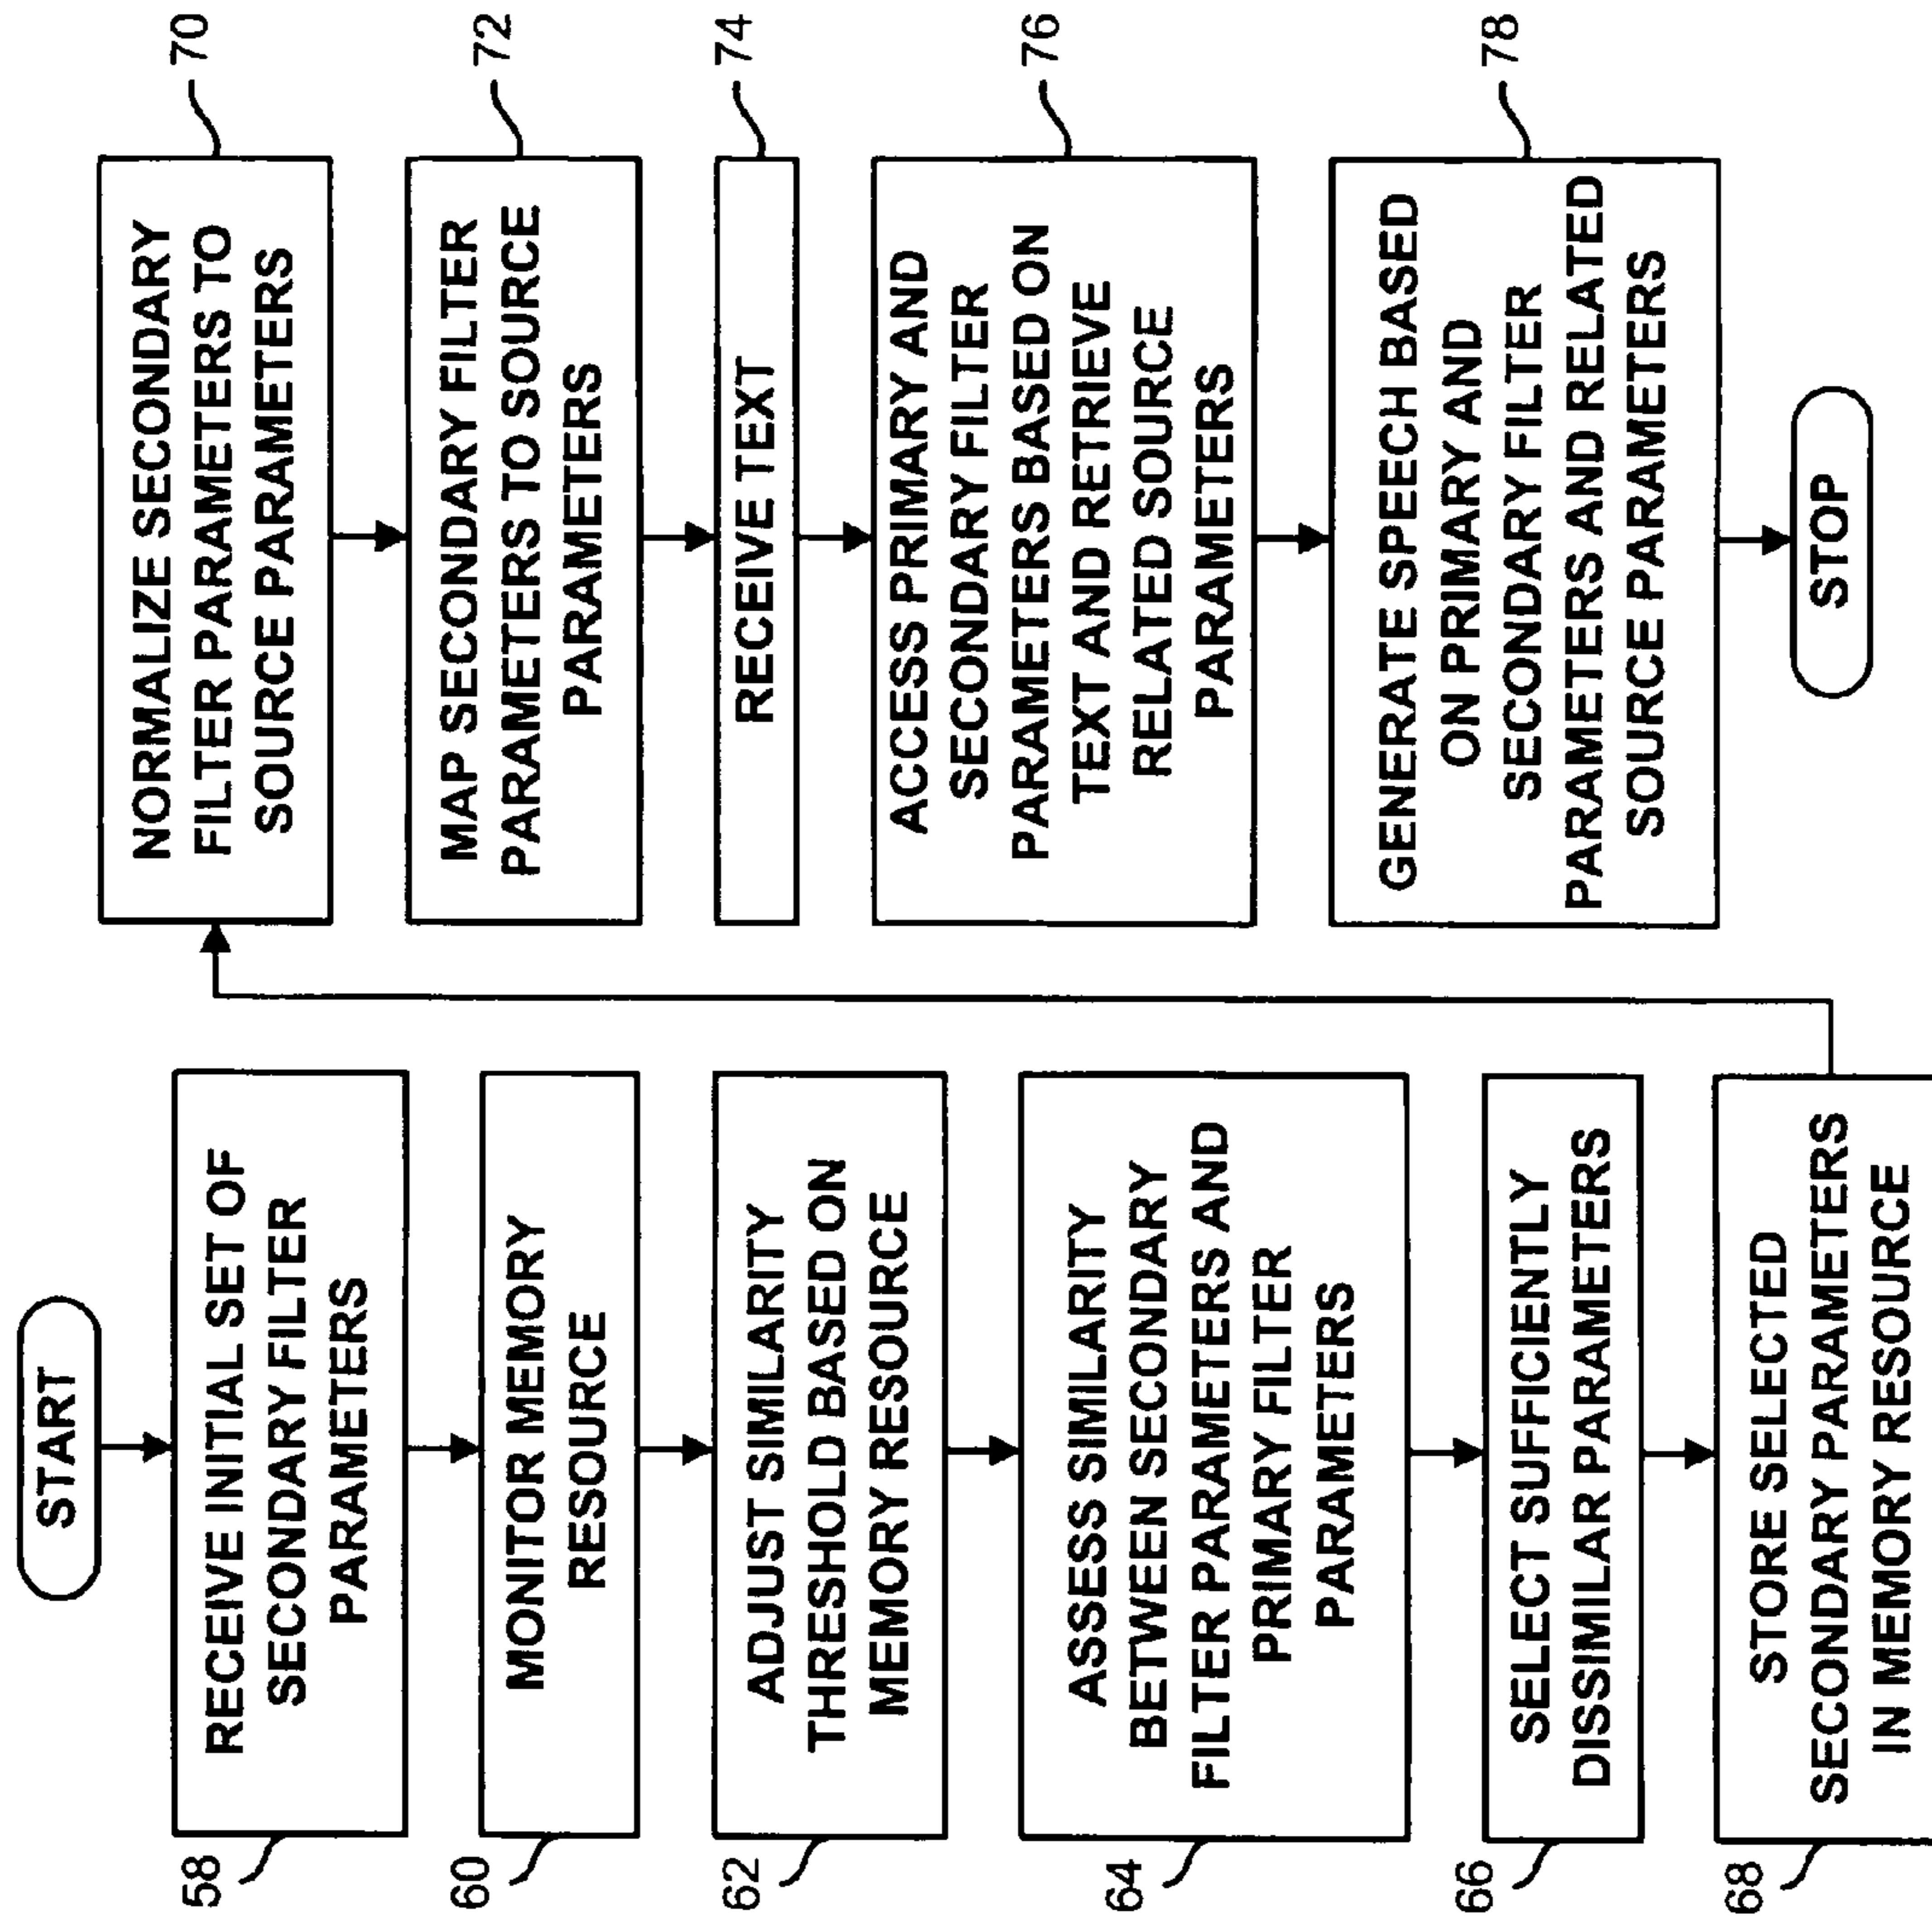 START
58
RECEIVE INITIAL SET OF
SECONDARY FILTER
PARAMETERS
60
MONITOR MEMORY
RESOURCE
62
ADJUST SIMILARITY
THRESHOLD BASED ON
MEMORY RESOURCE
64
ASSESS SIMILARITY
BETWEEN SECONDARY
FILTER PARAMETERS AND
PRIMARY FILTER
PARAMETERS
66
SELECT SUFFICIENTLY
DISSIMILAR PARAMETERS
68
STORE SELECTED
SECONDARY PARAMETERS
IN MEMORY RESOURCE
70
NORMALIZE SECONDARY
FILTER PARAMETERS TO
SOURCE PARAMETERS
72
MAP SECONDARY FILTER
PARAMETERS TO SOURCE
PARAMETERS
74
RECEIVE TEXT
76
ACCESS PRIMARY AND
SECONDARY FILTER
PARAMETERS BASED ON
TEXT AND RETRIEVE
RELATED SOURCE
PARAMETERS
78
GENERATE SPEECH BASED
ON PRIMARY AND
SECONDARY FILTER
PARAMETERS AND RELATED
SOURCE PARAMETERS
STOP